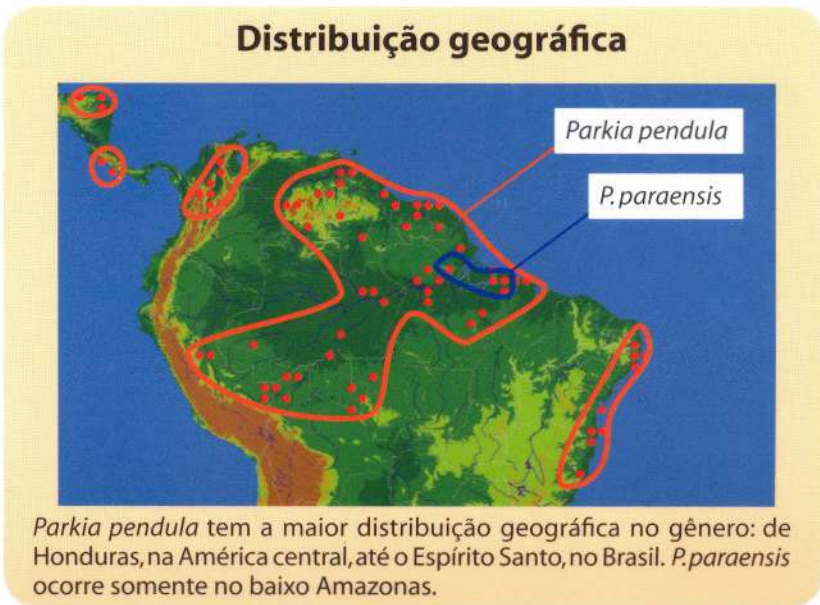 Distribuição geográfica
Parkia pendula
P. paraensis
Parkia pendula tem a maior distribuição geográfica no gênero: de
Honduras, na América central, até o Espírito Santo, no Brasil. P. paraensis
ocorre somente no baixo Amazonas.